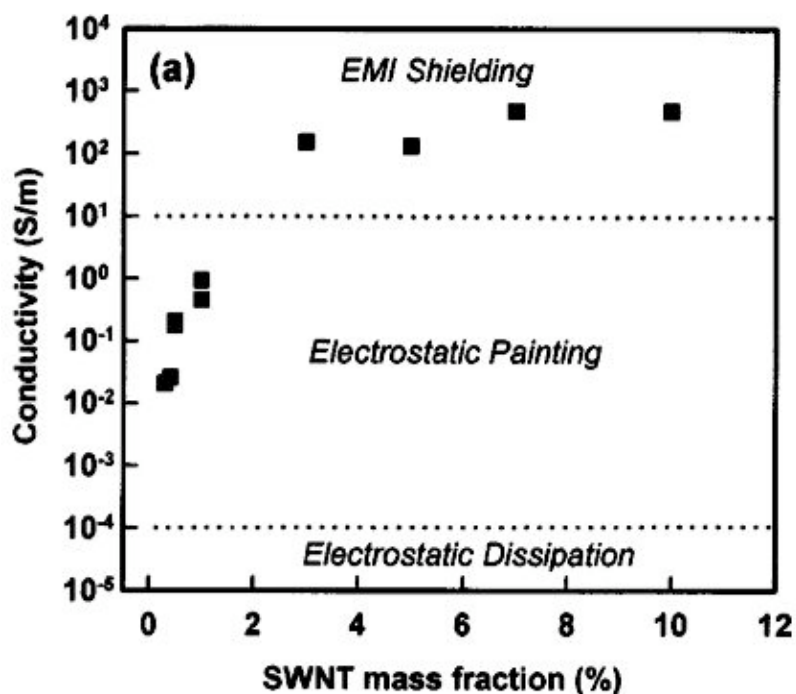 (a)
EMI Shielding
Electrostatic Painting
Electrostatic Dissipation
Conductivity (S/m)
10⁴
10³
10²
10¹
10⁰
10⁻¹
10⁻²
10⁻³
10⁻⁴
10⁻⁵
0 2 4 6 8 10 12
SWNT mass fraction (%)